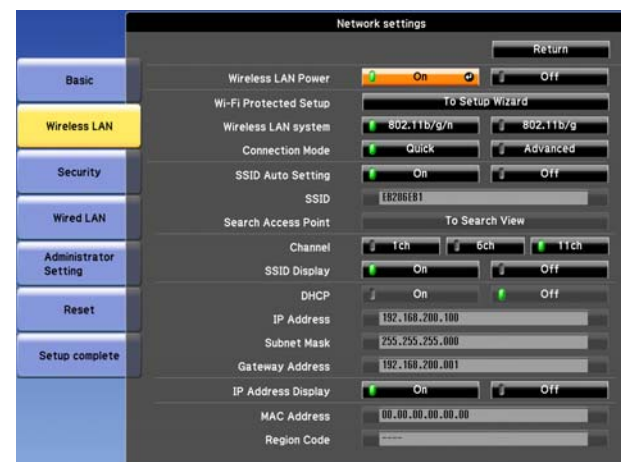 Network settings
Return
Basic
Wireless LAN Power On Off
Wi-Fi Protected Setup To Setup Wizard
Wireless LAN Wireless LAN system 802.11b/g/n 802.11b/g
Connection Mode Quick Advanced
Security SSID Auto Setting On Off
SSID EB206EB1
Wired LAN Search Access Point To Search View
Channel 1ch 6ch 11ch
Administrator
Setting
SSID Display On Off
DHCP On Off
Reset
IP Address 192.168.200.100
Subnet Mask 255.255.255.000
Setup complete
Gateway Address 192.168.200.001
IP Address Display On Off
MAC Address 00.00.00.00.00.00
Region Code ----